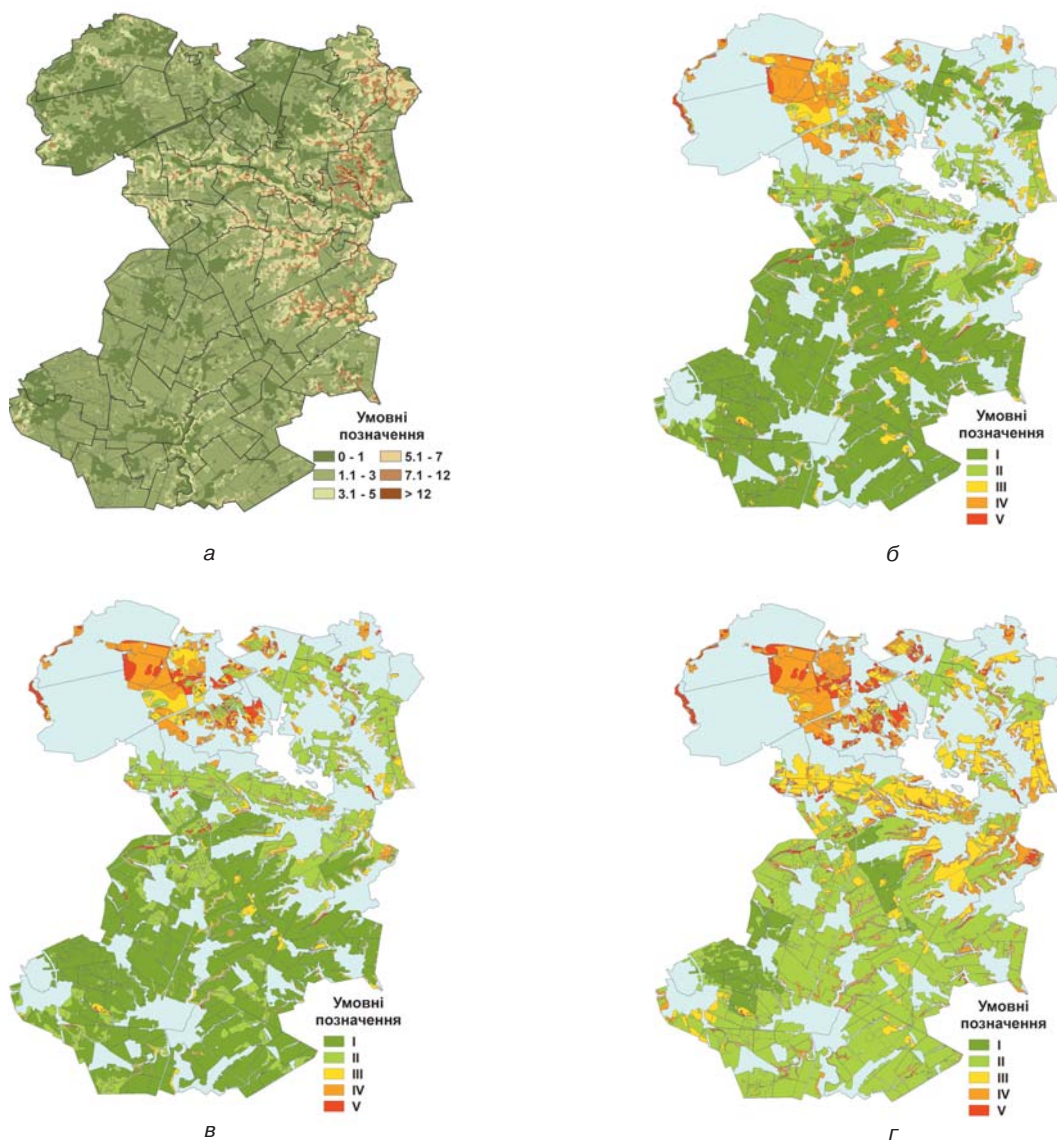 Умовні
позначення
0 - 1 5.1 - 7
1.1 - 3 7.1 - 12
3.1 - 5 > 12
а
Умовні
позначення
I
II
III
IV
V
б
Умовні
позначення
I
II
III
IV
V
в
Умовні
позначення
I
II
III
IV
V
г